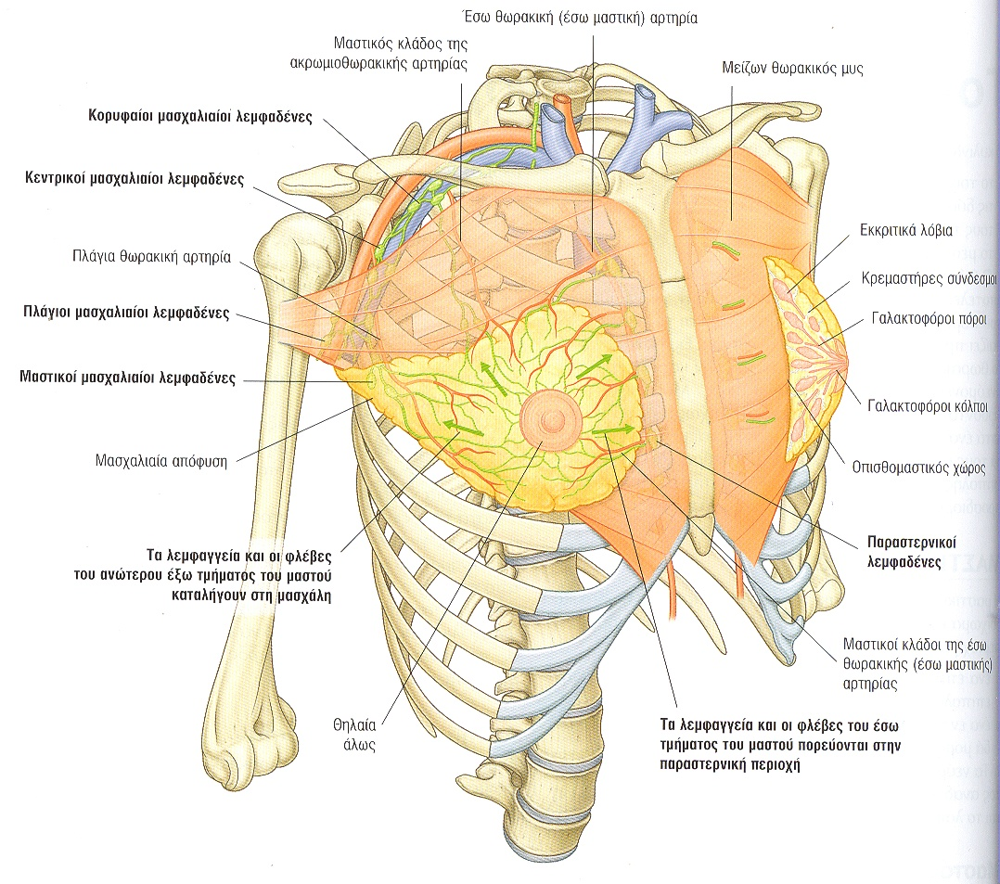 Έσω θωρακική (έσω μαστική) αρτηρία
Μαστικός κλάδος της
ακρωμιοθωρακικής αρτηρίας
Μείζων θωρακικός μυς
Κορυφαίοι μασχαλιαίοι λεμφαδένες
Κεντρικοί μασχαλιαίοι λεμφαδένες
Πλάγια θωρακική αρτηρία
Πλάγιοι μασχαλιαίοι λεμφαδένες
Μαστικοί μασχαλιαίοι λεμφαδένες
Μασχαλιαία απόφυση
Τα λεμφαγγεία και οι φλέβες
του ανώτερου έξω τμήματος του μαστού
καταλήγουν στη μασχάλη
Θηλαία
άλως
Εκκριτικά λόβια
Κρεμαστήρες σύνδεσμοι
Γαλακτοφόροι πόροι
Γαλακτοφόροι κόλποι
Οπισθομαστικός χώρος
Παραστερνικοί
λεμφαδένες
Μαστικοί κλάδοι της έσω
θωρακικής (έσω μαστικής)
αρτηρίας
Τα λεμφαγγεία και οι φλέβες του έσω
τμήματος του μαστού πορεύονται στην
παραστερνική περιοχή